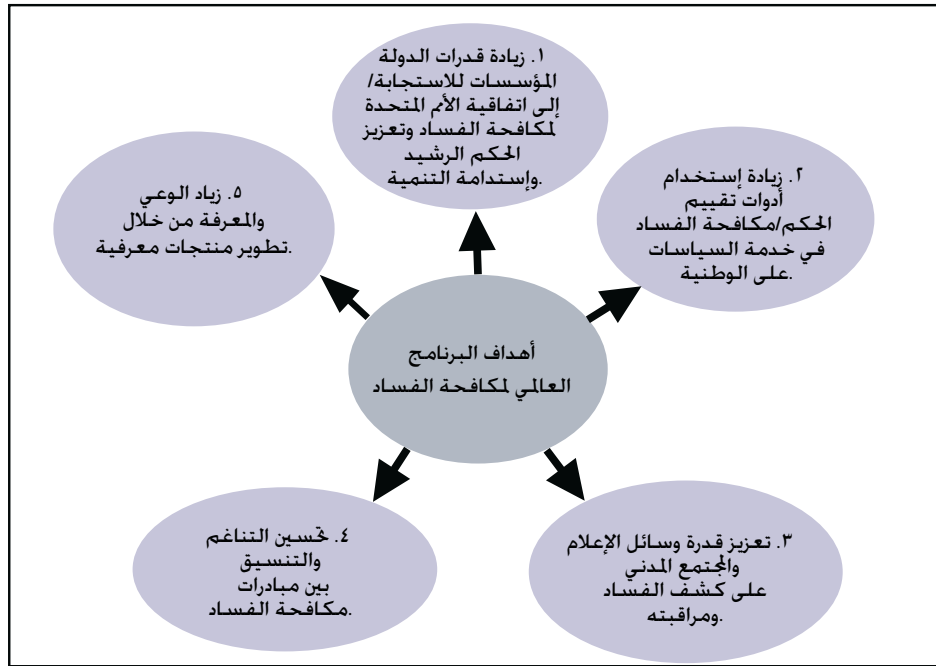 أهداف البرنامج
العالمي لمكافحة الفساد
١. زيادة قدرات الدولة
المؤسسات للاستجابة/
إلى اتفاقية الأمم المتحدة
لمكافحة الفساد وتعزيز
الحكم الرشيد
وإستدامة التنمية.
٢. زيادة إستخدام
أدوات تقييم
الحكم/مكافحة الفساد
في خدمة السياسات
على الوطنية.
٣. تعزيز قدرة وسائل الإعلام
والمجتمع المدني
على كشف الفساد
ومراقبته.
٤. تحسين التناغم
والتنسيق
بين مبادرات
مكافحة الفساد.
٥. زياد الوعي
والمعرفة من خلال
تطوير منتجات معرفية.